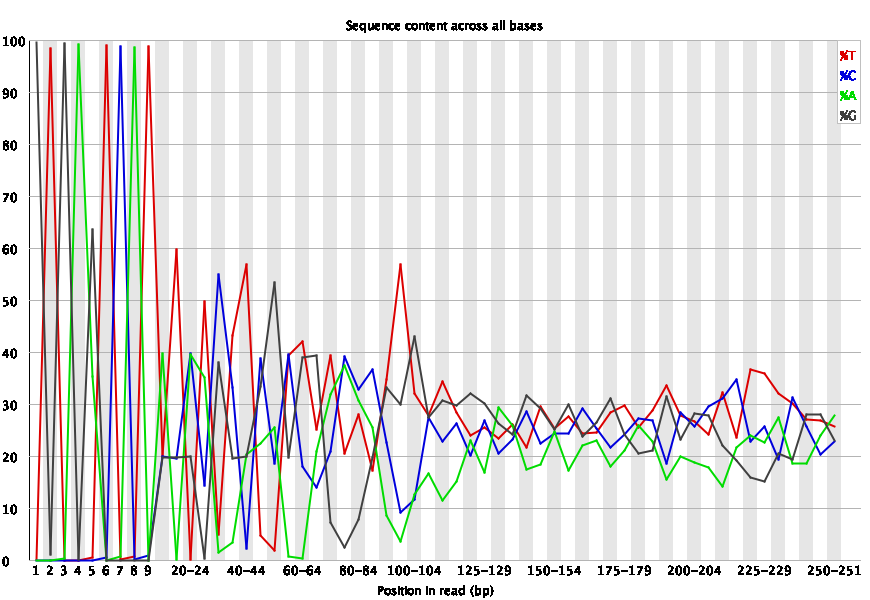 Sequence content across all bases
%T
%C
%A
%G
100
90
80
70
60
50
40
30
20
10
0
1 2 3 4 5 6 7 8 9 20-24 40-44 60-64 80-84 100-104 125-129 150-154 175-179 200-204 225-229 250-251
Position in read (bp)